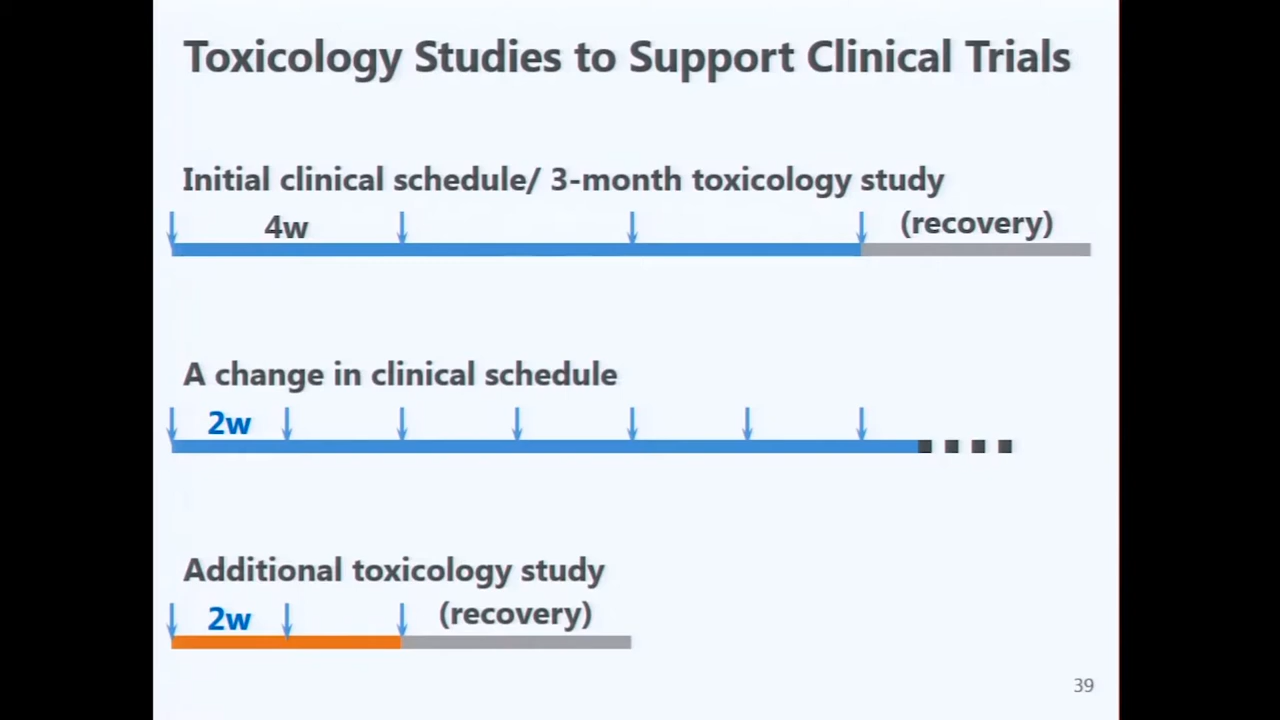 Toxicology Studies to Support Clinical Trials
Initial clinical schedule/ 3-month toxicology study
4w
(recovery)
A change in clinical schedule
2w
Additional toxicology study
2w
(recovery)
39